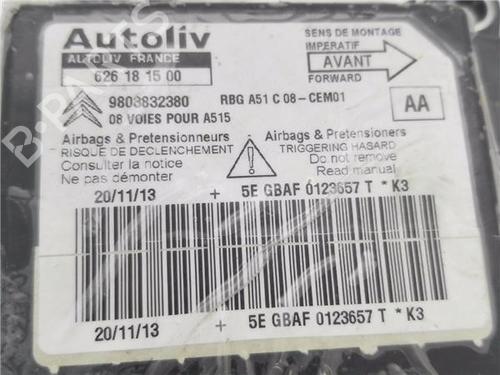 Autoliv
AUTOLIV FRANCE
626 18 15 00
SENS DE MONTAGE
IMPERATIF
AVANT
FORWARD
9808832380
RBG A51 C 08-CEM01
08 VOIES POUR A515
AA
Airbags & Pretensionneurs
RISQUE DE DECLENCHEMENT
Consulter la notice
Ne pas démonter
Airbags & Pretensioners
TRIGGERING HASARD
Do not remove
Read manual
20/11/13 + 5E GBAF 0123657 T * K3
20/11/13 + 5E GBAF 0123657 T * K3
B-PARTS